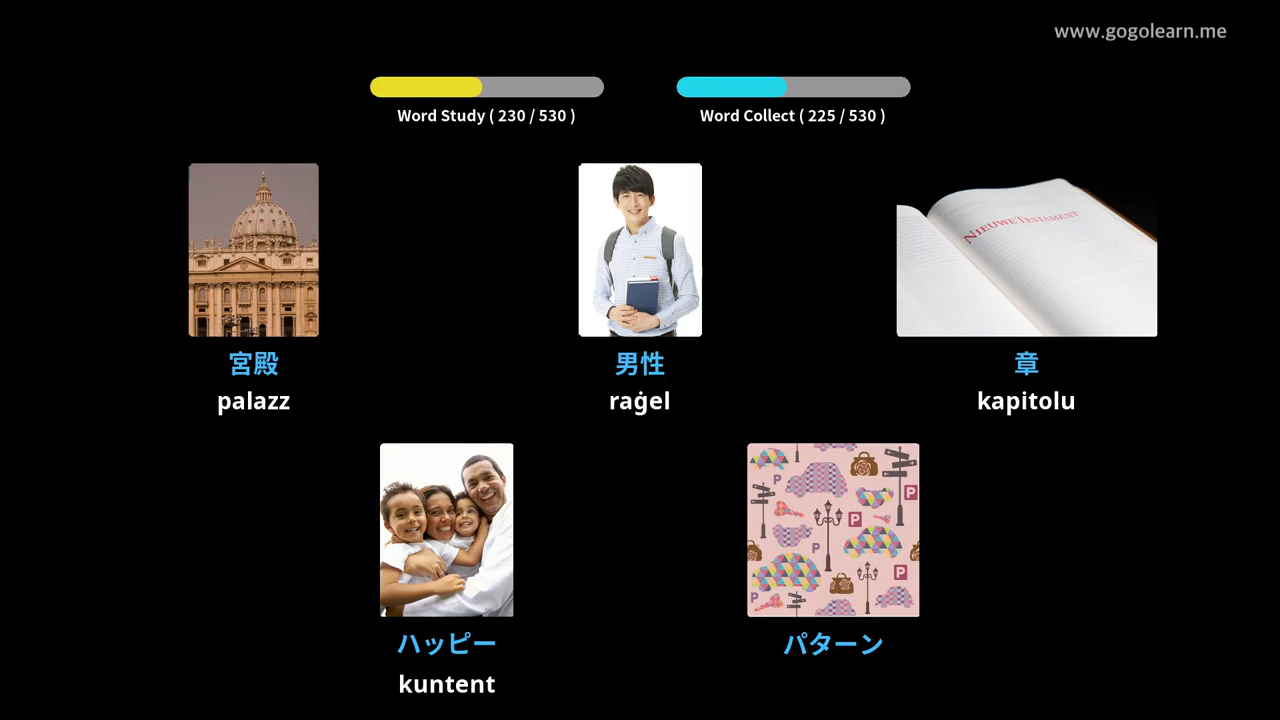 www.gogolearn.me
Word Study ( 230 / 530 )
Word Collect ( 225 / 530 )
NIEUWE TESTAMENT
宮殿
男性
章
palazz
raġel
kapitolu
P
P
P
P
P
P
ハッピー
パターン
kuntent